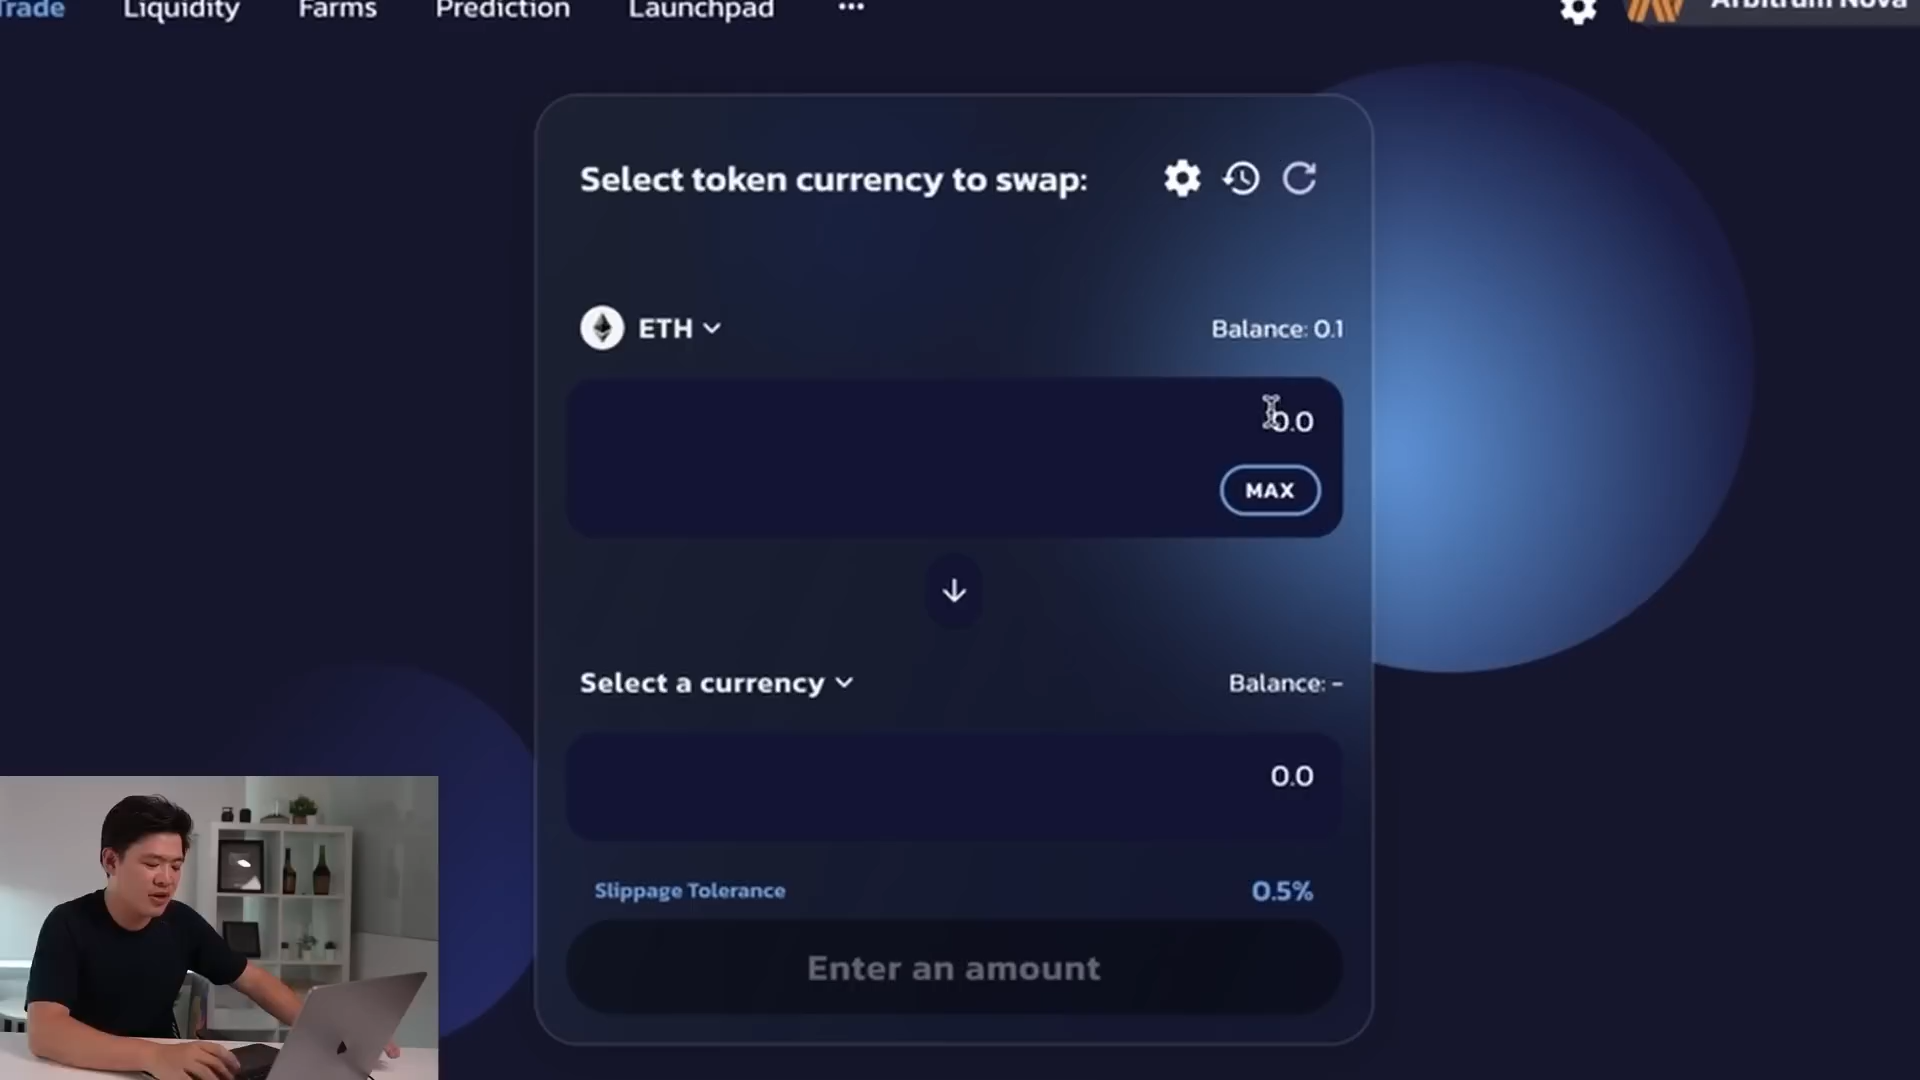 Trade Liquidity Farms Prediction Launchpad ... Arbitrum Nova
Select token currency to swap:
ETH Balance: 0.1
0.0
MAX
Select a currency Balance: -
0.0
Slippage Tolerance 0.5%
Enter an amount